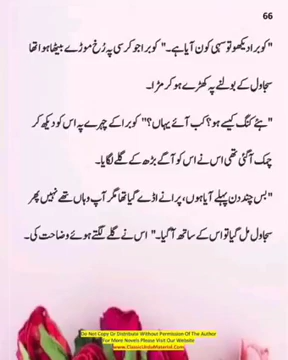 66
"کوبرا دیکھو تو سہی کون آیا ہے۔" کوبرا جو کرسی پہ رُخ موڑے بیٹھا ہوا تھا
سجاول کے بولنے پہ کھڑے ہو کر مڑا۔
"ہئے کنگ کیسے ہو؟ کب آئے یہاں؟" کوبرا کے چہرے پہ اس کو دیکھ کر
چمک آگئی تھی اس نے اس کو آگے بڑھ کے گلے لگایا۔
"بس چند دن پہلے آیا ہوں، پرانے اڈے گیا تھا مگر آپ وہاں تھے نہیں پھر
سجاول مل گیا تو اس کے ساتھ آ گیا۔" اس نے گلے لگتے ہوئے وضاحت کی۔
Do Not Copy Or Distribute Without Permission Of The Author
For More Novels Please Visit Our Website
www.ClassicUrduMaterial.Com